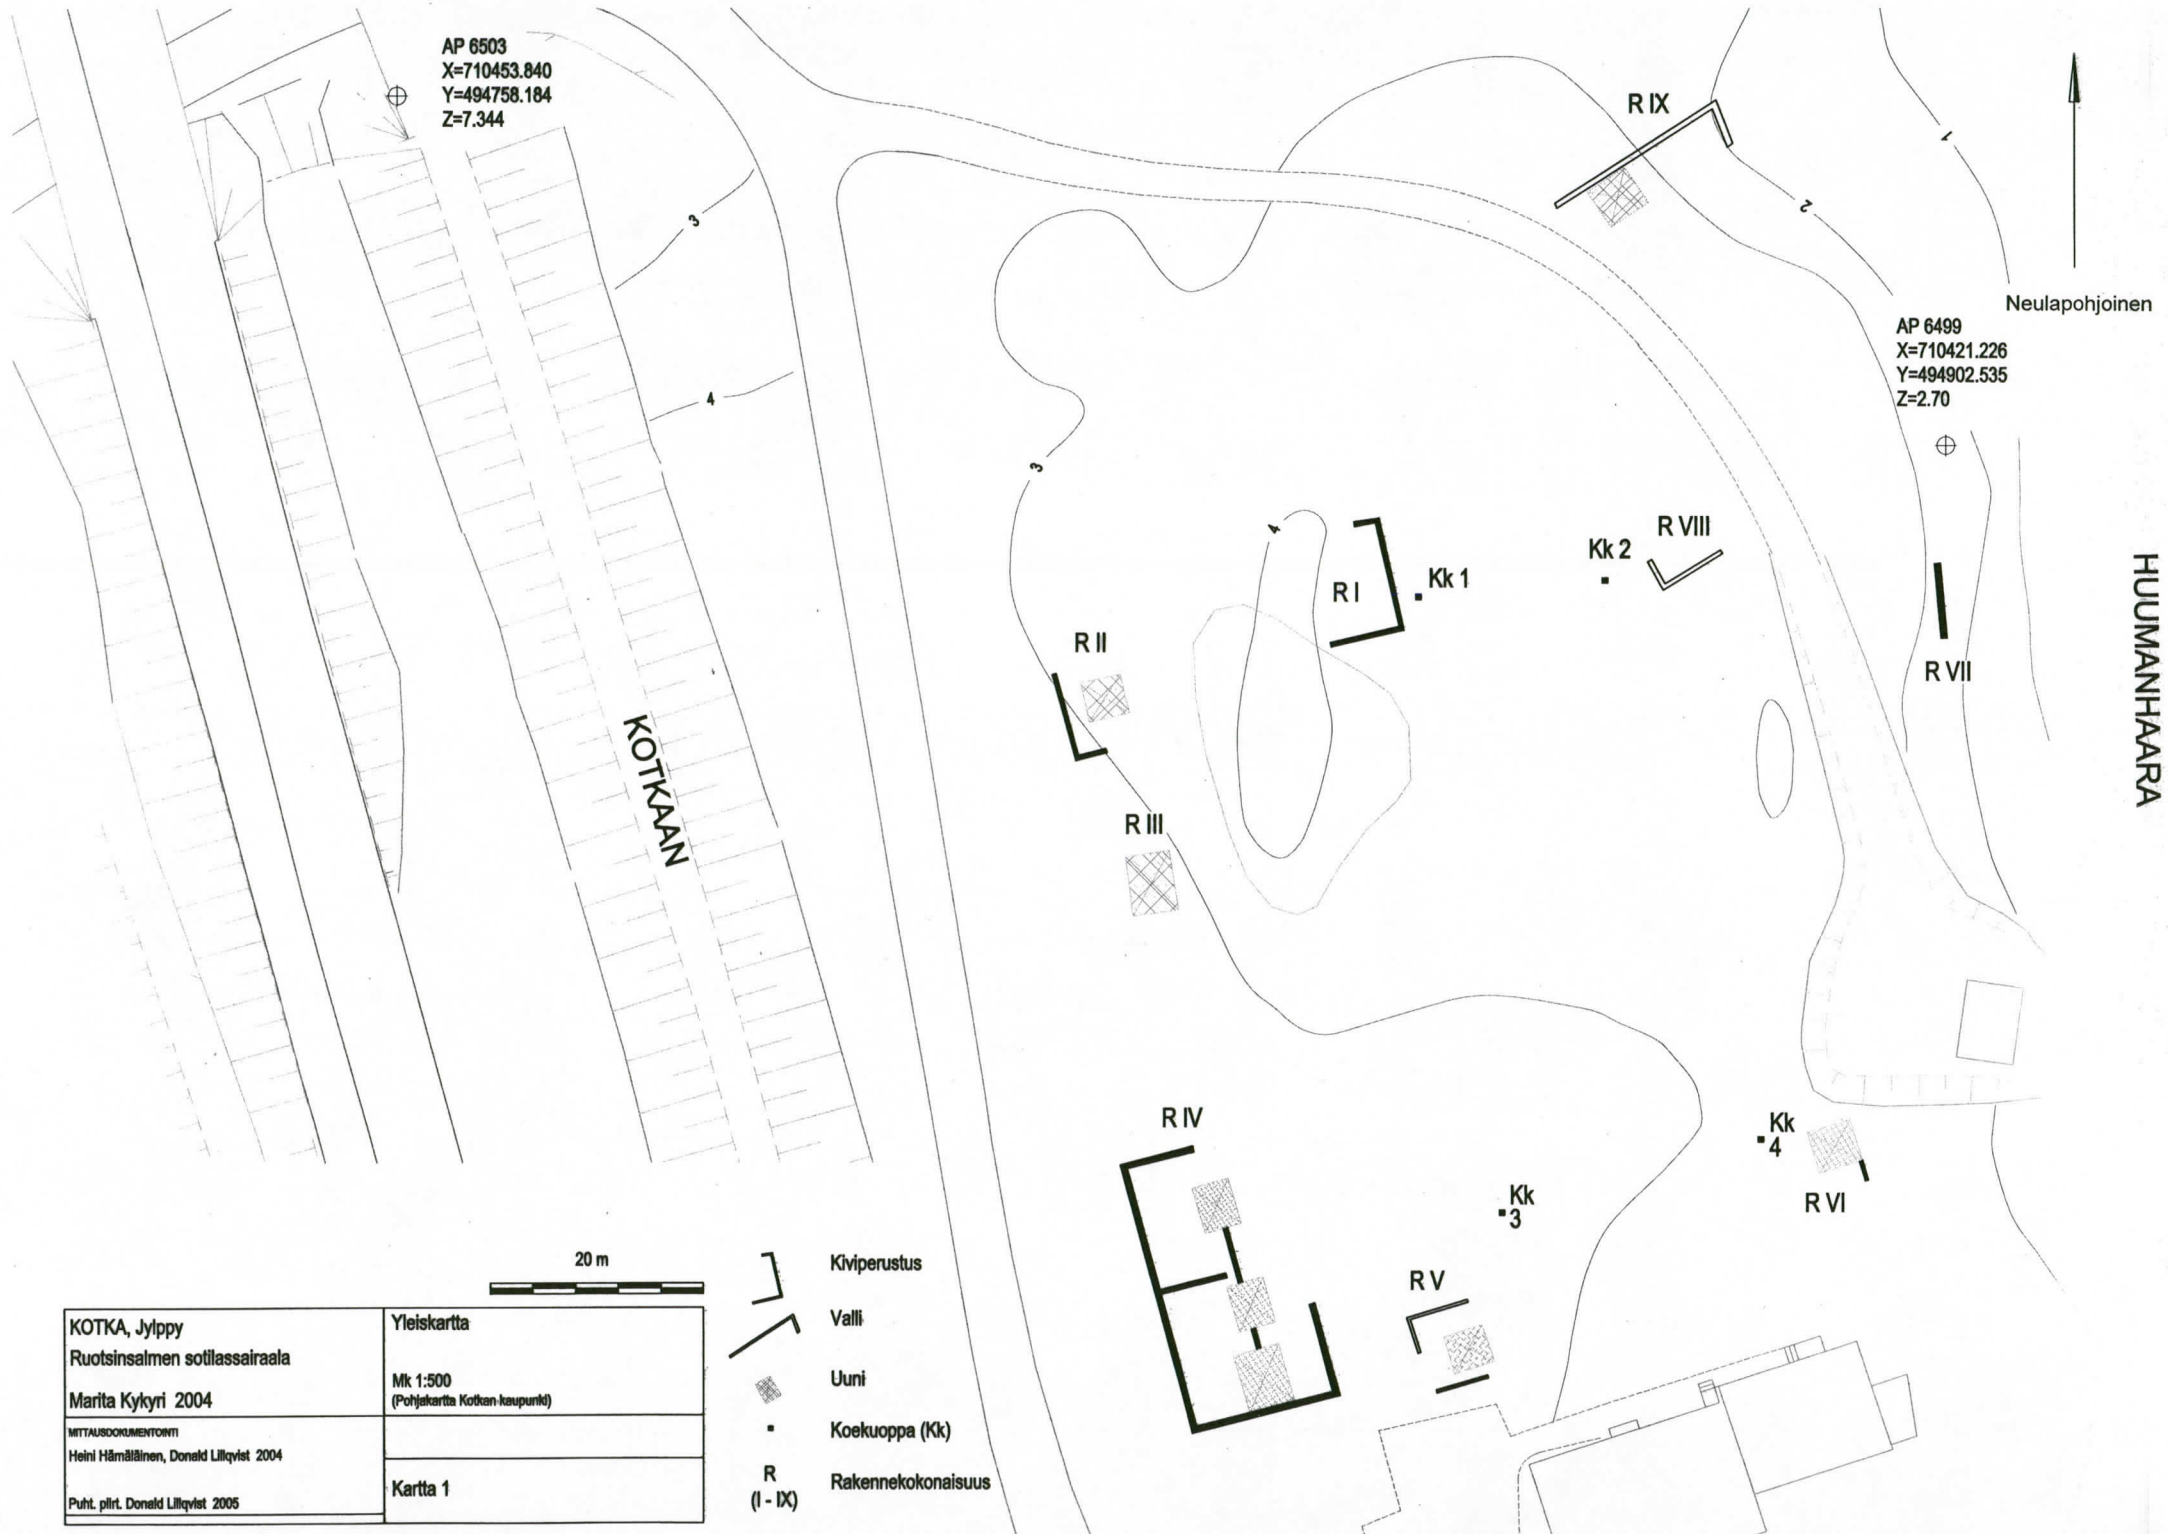 AP 6503
X=710453.840
Y=494758.184
Z=7.344
R IX
1
2
3
Neulapohjoinen
AP 6499
X=710421.226
Y=494902.535
Z=2.70
4
3
4
R I
Kk 1
Kk 2
R VIII
R II
R VII
HUUMANHAARA
KOTKAAN
R III
R IV
Kk
4
R VI
Kk
3
R V
20 m
Kiviperustus
Valli
Uuni
Koekuoppa (Kk)
R
(I - IX)
Rakennekokonaisuus
KOTKA, Jylppy
Ruotsinsalmen sotilassairaala
Marita Kykyri 2004
Yleiskartta
Mk 1:500
(Pohjakartta Kotkan kaupunki)
MITTAUSDOKUMENTOINTI
Heini Hämäläinen, Donald Lillqvist 2004
Puht. piirt. Donald Lillqvist 2005
Kartta 1